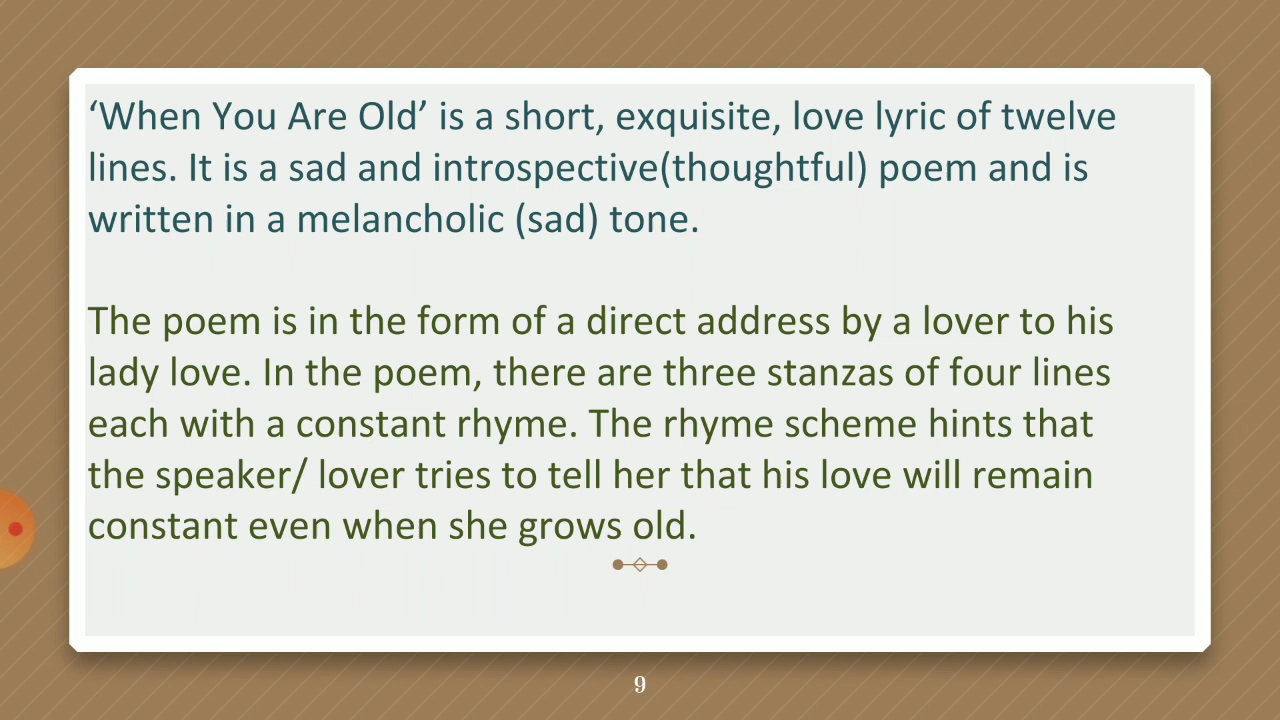 ‘When You Are Old’ is a short, exquisite, love lyric of twelve
lines. It is a sad and introspective(thoughtful) poem and is
written in a melancholic (sad) tone.
The poem is in the form of a direct address by a lover to his
lady love. In the poem, there are three stanzas of four lines
each with a constant rhyme. The rhyme scheme hints that
the speaker/ lover tries to tell her that his love will remain
constant even when she grows old.
9